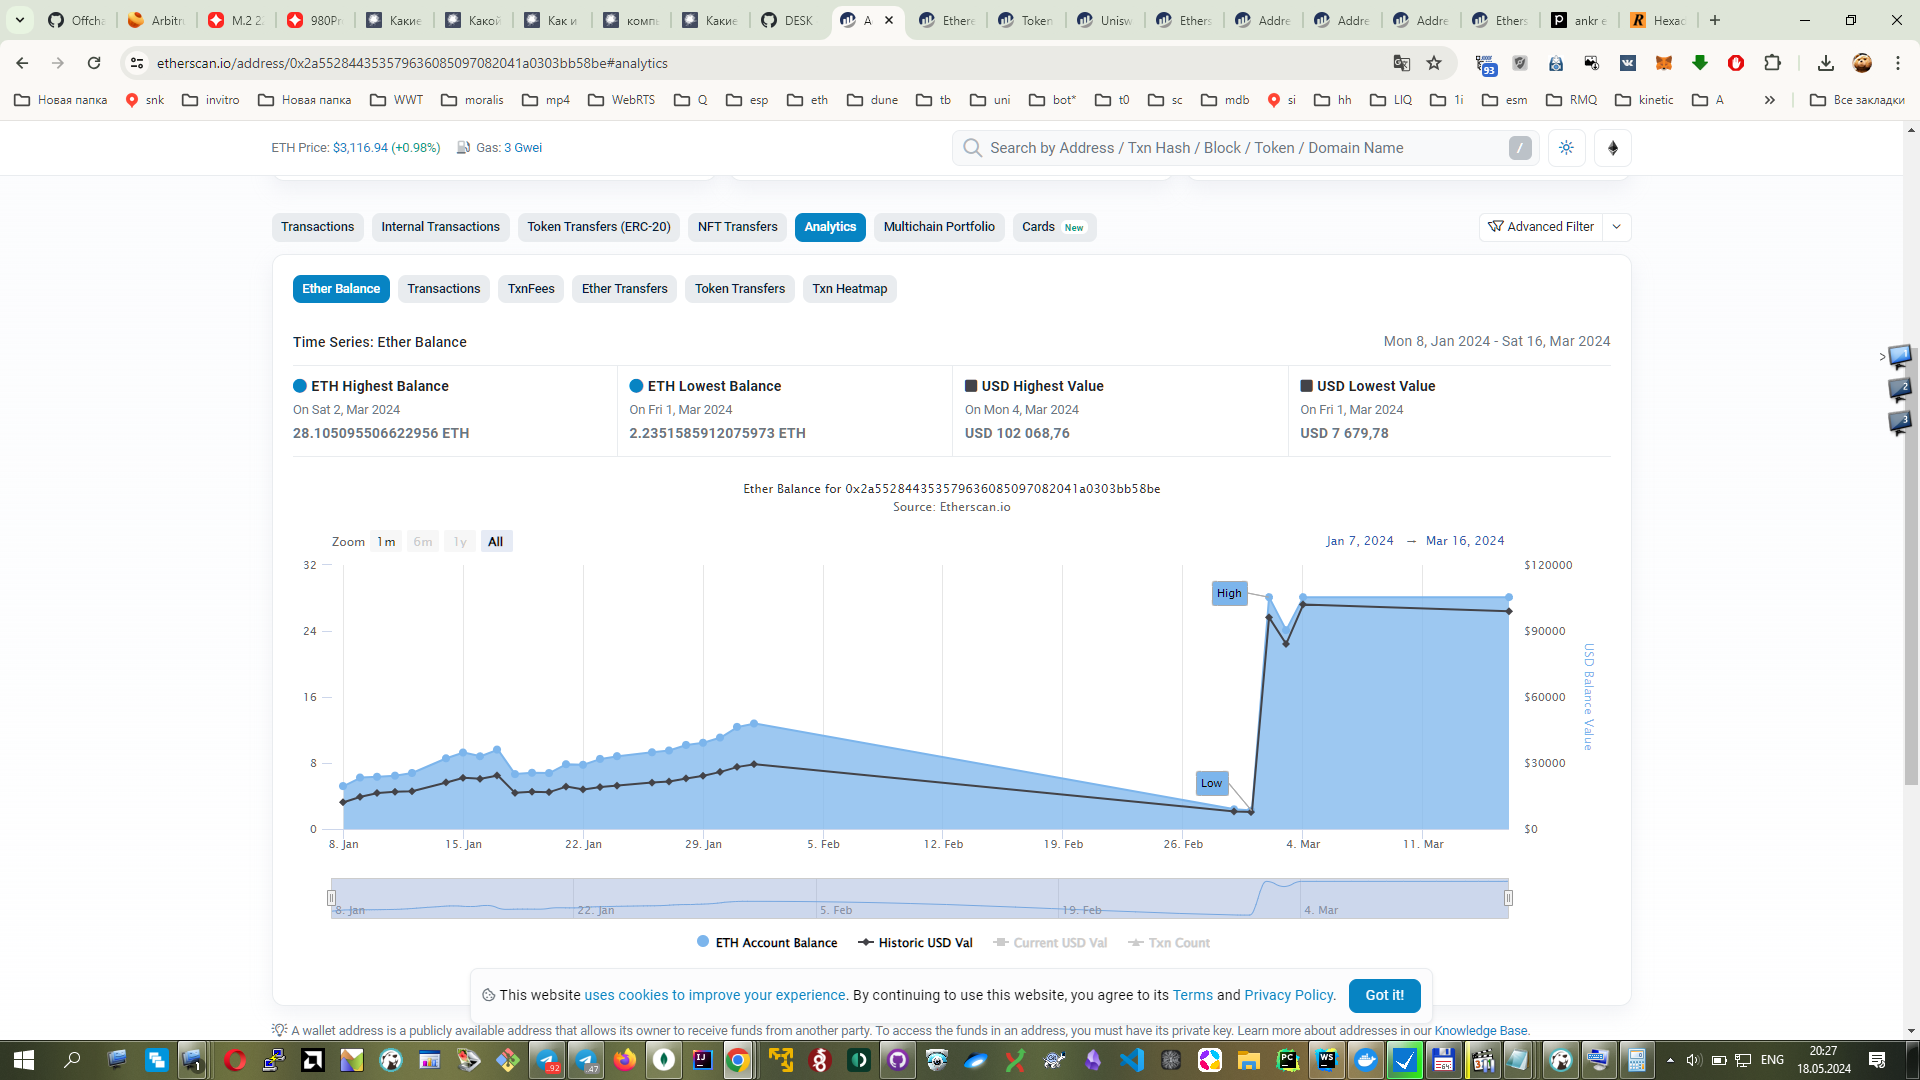 Offcha
Arbitru
M.2 2
980Pr
Какие
Какой
Как и
компь
Какие
DESK
A
Ethere
Token
Unisw
Ethers
Addre
Addre
Addre
Ethers
ankr e
Hexac
etherscan.io/address/0x2a552844353579636085097082041a0303bb58be#analytics
93
Новая папка
snk
invitro
Новая папка
WWT
moralis
mp4
WebRTS
Q
esp
eth
dune
tb
uni
bot*
t0
sc
mdb
si
hh
LIQ
1i
esm
RMQ
kinetic
A
Все закладки
ETH Price: $3,116.94 (+0.98%)
Gas: 3 Gwei
Search by Address / Txn Hash / Block / Token / Domain Name
/
Transactions
Internal Transactions
Token Transfers (ERC-20)
NFT Transfers
Analytics
Multichain Portfolio
Cards New
Advanced Filter
Ether Balance
Transactions
TxnFees
Ether Transfers
Token Transfers
Txn Heatmap
Time Series: Ether Balance
Mon 8, Jan 2024 - Sat 16, Mar 2024
ETH Highest Balance
On Sat 2, Mar 2024
28.105095506622956 ETH
ETH Lowest Balance
On Fri 1, Mar 2024
2.2351585912075973 ETH
USD Highest Value
On Mon 4, Mar 2024
USD 102 068,76
USD Lowest Value
On Fri 1, Mar 2024
USD 7 679,78
Ether Balance for 0x2a552844353579636085097082041a0303bb58be
Source: Etherscan.io
Zoom 1m 6m 1y All
Jan 7, 2024 → Mar 16, 2024
32
24
16
8
0
$120000
$90000
$60000
$30000
$0
USD Balance Value
High
Low
8. Jan
15. Jan
22. Jan
29. Jan
5. Feb
12. Feb
19. Feb
26. Feb
4. Mar
11. Mar
8. Jan
22. Jan
5. Feb
19. Feb
4. Mar
ETH Account Balance
Historic USD Val
Current USD Val
Txn Count
This website uses cookies to improve your experience. By continuing to use this website, you agree to its Terms and Privacy Policy.
Got it!
A wallet address is a publicly available address that allows its owner to receive funds from another party. To access the funds in an address, you must have its private key. Learn more about addresses in our Knowledge Base.
ENG
20:27
18.05.2024